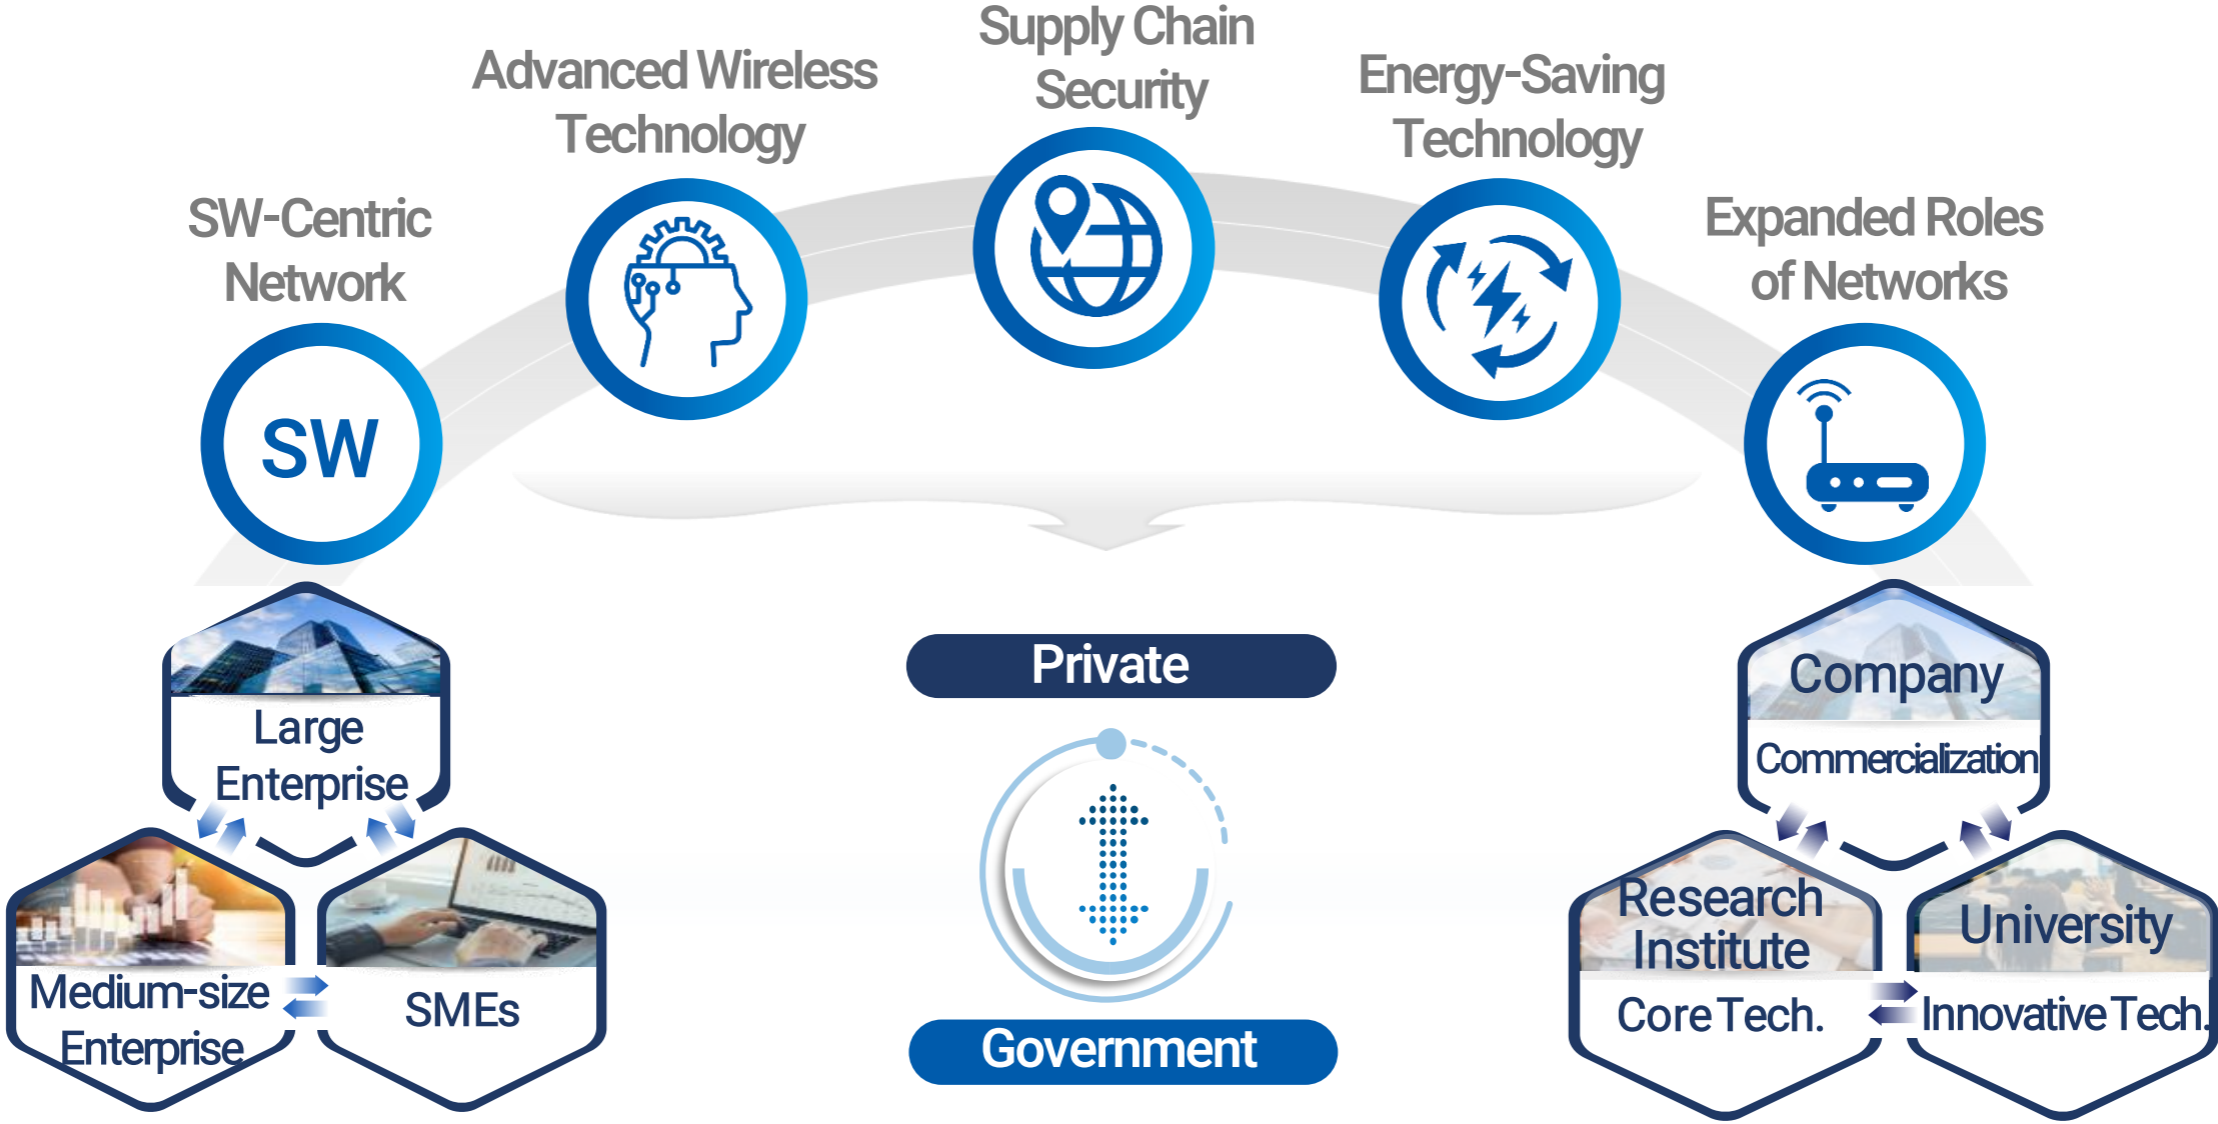 Supply Chain
Security
Advanced Wireless
Technology
Energy-Saving
Technology
SW-Centric
Network
Expanded Roles
of Networks
SW
Large
Enterprise
Medium-size
Enterprise
SMEs
Private
Government
Company
Commercialization
Research
Institute
Core Tech.
University
Innovative Tech.